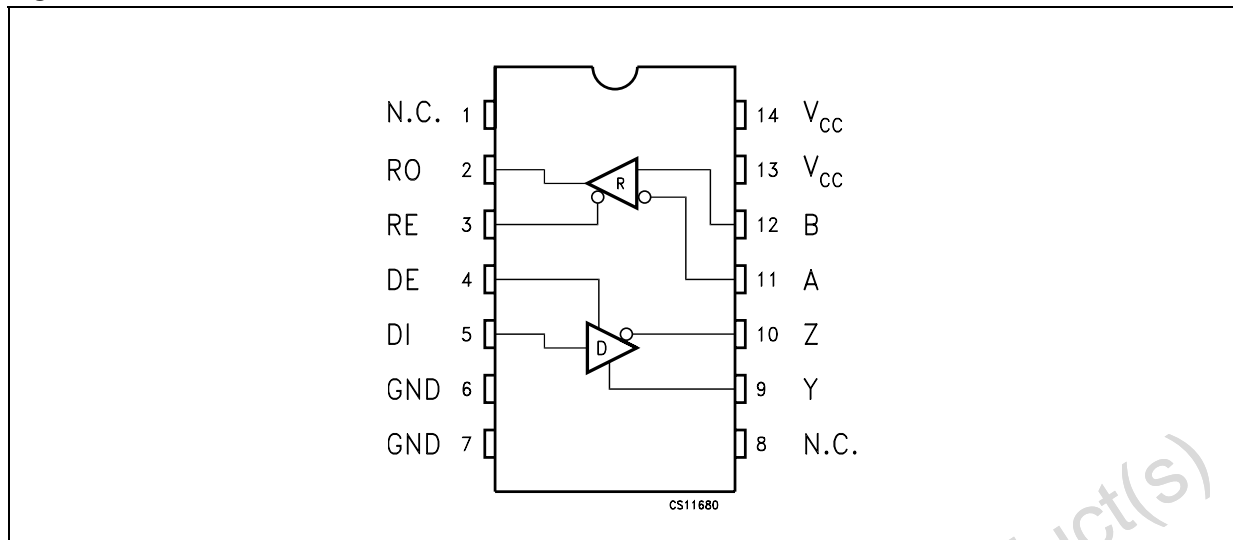 N.C. 1
RO 2
RE 3
DE 4
DI 5
GND 6
GND 7
R
D
14 VCC
13 VCC
12 B
11 A
10 Z
9 Y
8 N.C.
CS11680
uct(s)